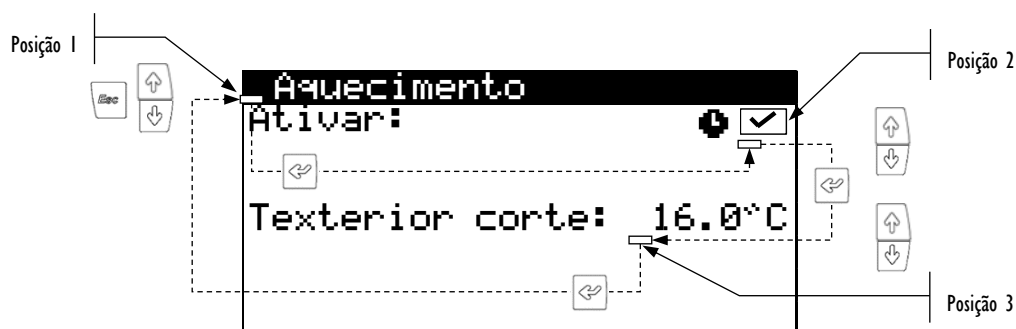 Posição 1
Posição 2
Esc
Aquecimento
Ativar:
Texterior corte: 16.0°C
Posição 3